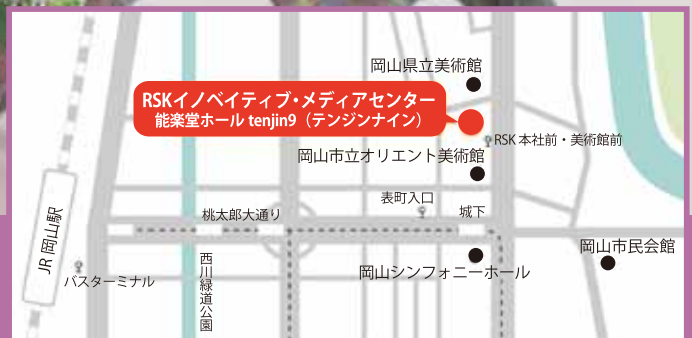 岡山県立美術館
RSKイノベイティブ・メディアセンター
能楽堂ホール tenjin9（テンジンナイン）
RSK 本社前・美術館前
岡山市立オリエント美術館
表町入口
桃太郎大通り
城下
JR 岡山駅
岡山市民会館
バスターミナル
西川緑道公園
岡山シンフォニーホール